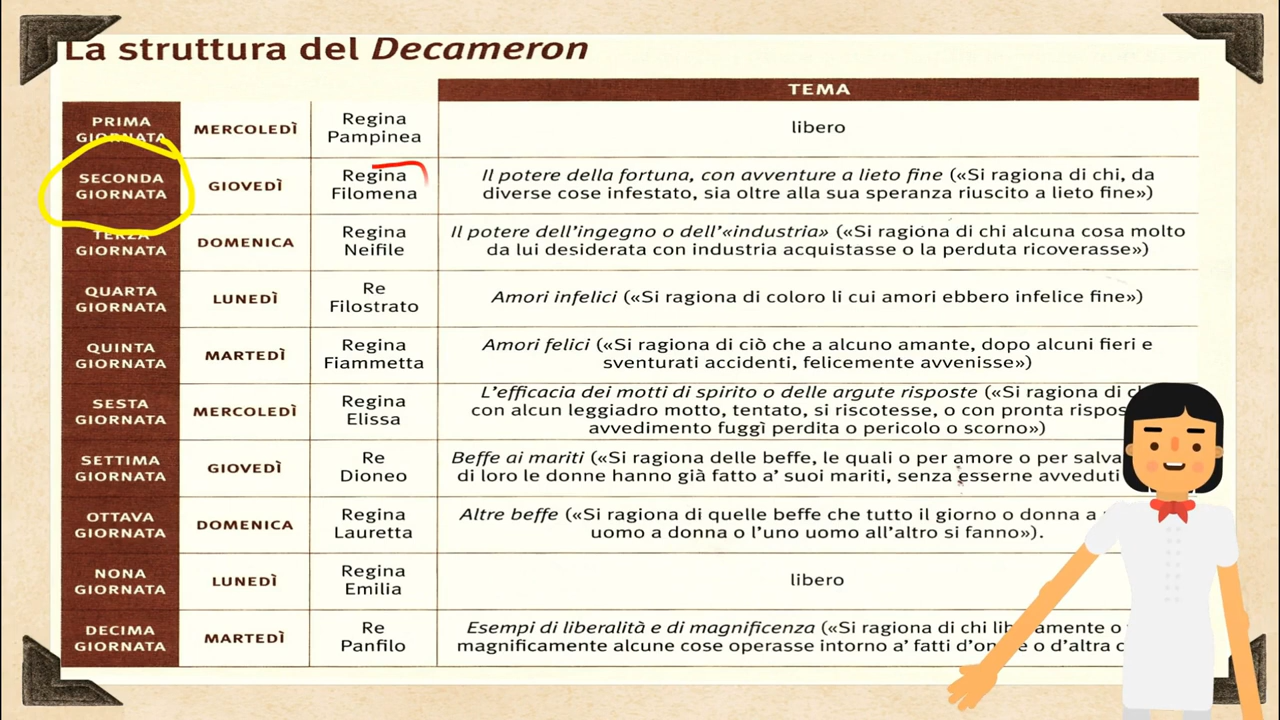 La struttura del Decameron
TEMA
PRIMA
GIORNATA
MERCOLEDÌ
Regina
Pampinea
libero
SECONDA
GIORNATA
GIOVEDÌ
Regina
Filomena
Il potere della fortuna, con avventure a lieto fine («Si ragiona di chi, da
diverse cose infestato, sia oltre alla sua speranza riuscito a lieto fine»)
TERZA
GIORNATA
DOMENICA
Regina
Neifile
Il potere dell'ingegno o dell'«industria» («Si ragiona di chi alcuna cosa molto
da lui desiderata con industria acquistasse o la perduta ricoverasse»)
QUARTA
GIORNATA
LUNEDÌ
Re
Filostrato
Amori infelici («Si ragiona di coloro li cui amori ebbero infelice fine»)
QUINTA
GIORNATA
MARTEDÌ
Regina
Fiammetta
Amori felici («Si ragiona di ciò che a alcuno amante, dopo alcuni fieri e
sventurati accidenti, felicemente avvenisse»)
SESTA
GIORNATA
MERCOLEDÌ
Regina
Elissa
L'efficacia dei motti di spirito o delle argute risposte («Si ragiona di
con alcun leggiadro motto, tentato, si riscotesse, o con pronta
avvedimento fuggì perdita o pericolo o scorno»)
SETTIMA
GIORNATA
GIOVEDÌ
Re
Dioneo
Beffe ai mariti («Si ragiona delle beffe, le quali o per amore o per
di loro le donne hanno già fatto a' suoi mariti, senza esserne
OTTAVA
GIORNATA
DOMENICA
Regina
Lauretta
Altre beffe («Si ragiona di quelle beffe che tutto il giorno o donna a
uomo a donna o l'uno uomo all'altro si fanno»).
NONA
GIORNATA
LUNEDÌ
Regina
Emilia
libero
DECIMA
GIORNATA
MARTEDÌ
Re
Panfilo
Esempi di liberalità e di magnificenza («Si ragiona di chi o
magnificamente alcune cose operasse intorno a' fatti o d'altra